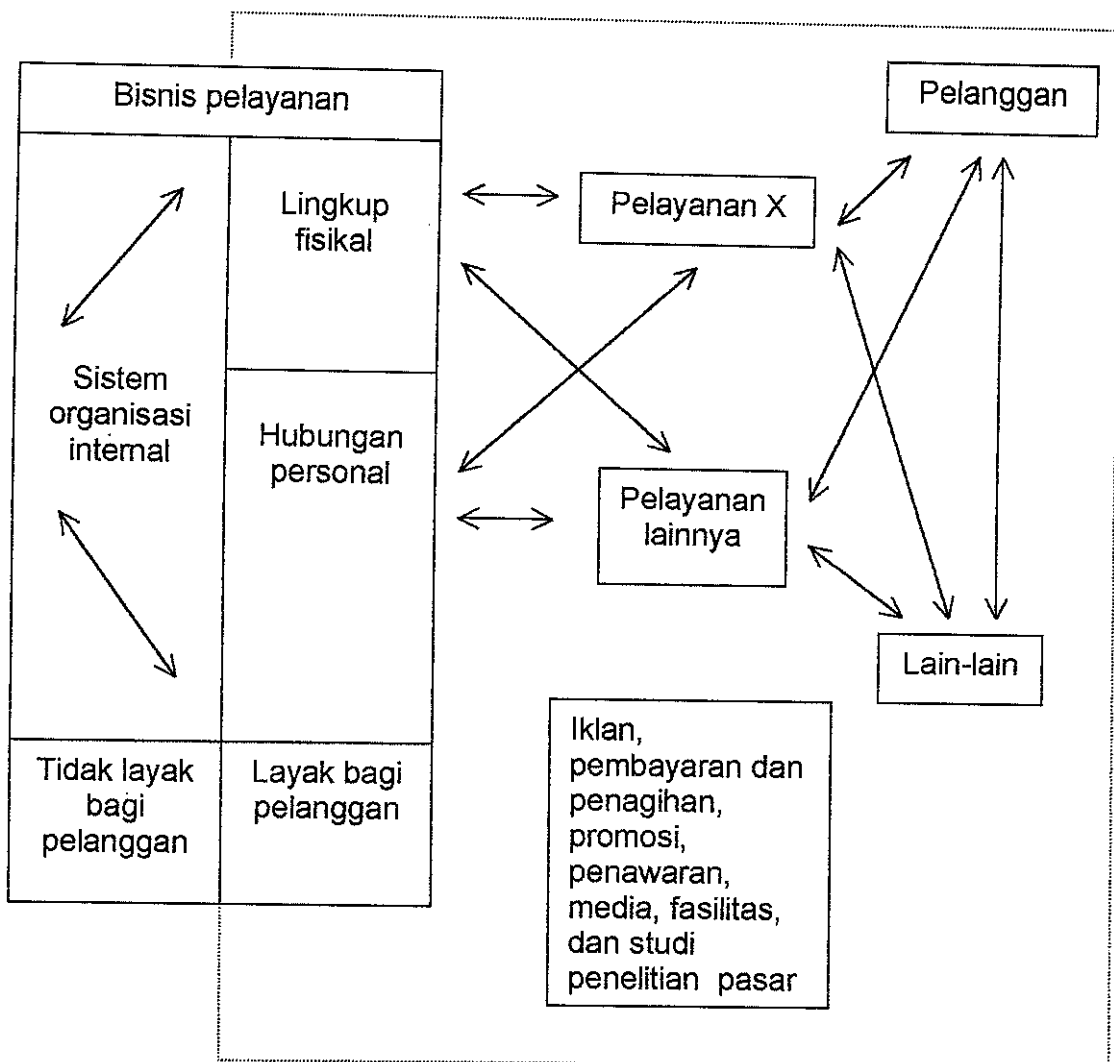 Bisnis pelayanan
Sistem
organisasi
internal
Lingkup
fisikal
Hubungan
personal
Tidak layak
bagi
pelanggan
Layak bagi
pelanggan
Pelayanan X
Pelayanan
lainnya
Pelanggan
Lain-lain
Iklan,
pembayaran dan
penagihan,
promosi,
penawaran,
media, fasilitas,
dan studi
penelitian pasar